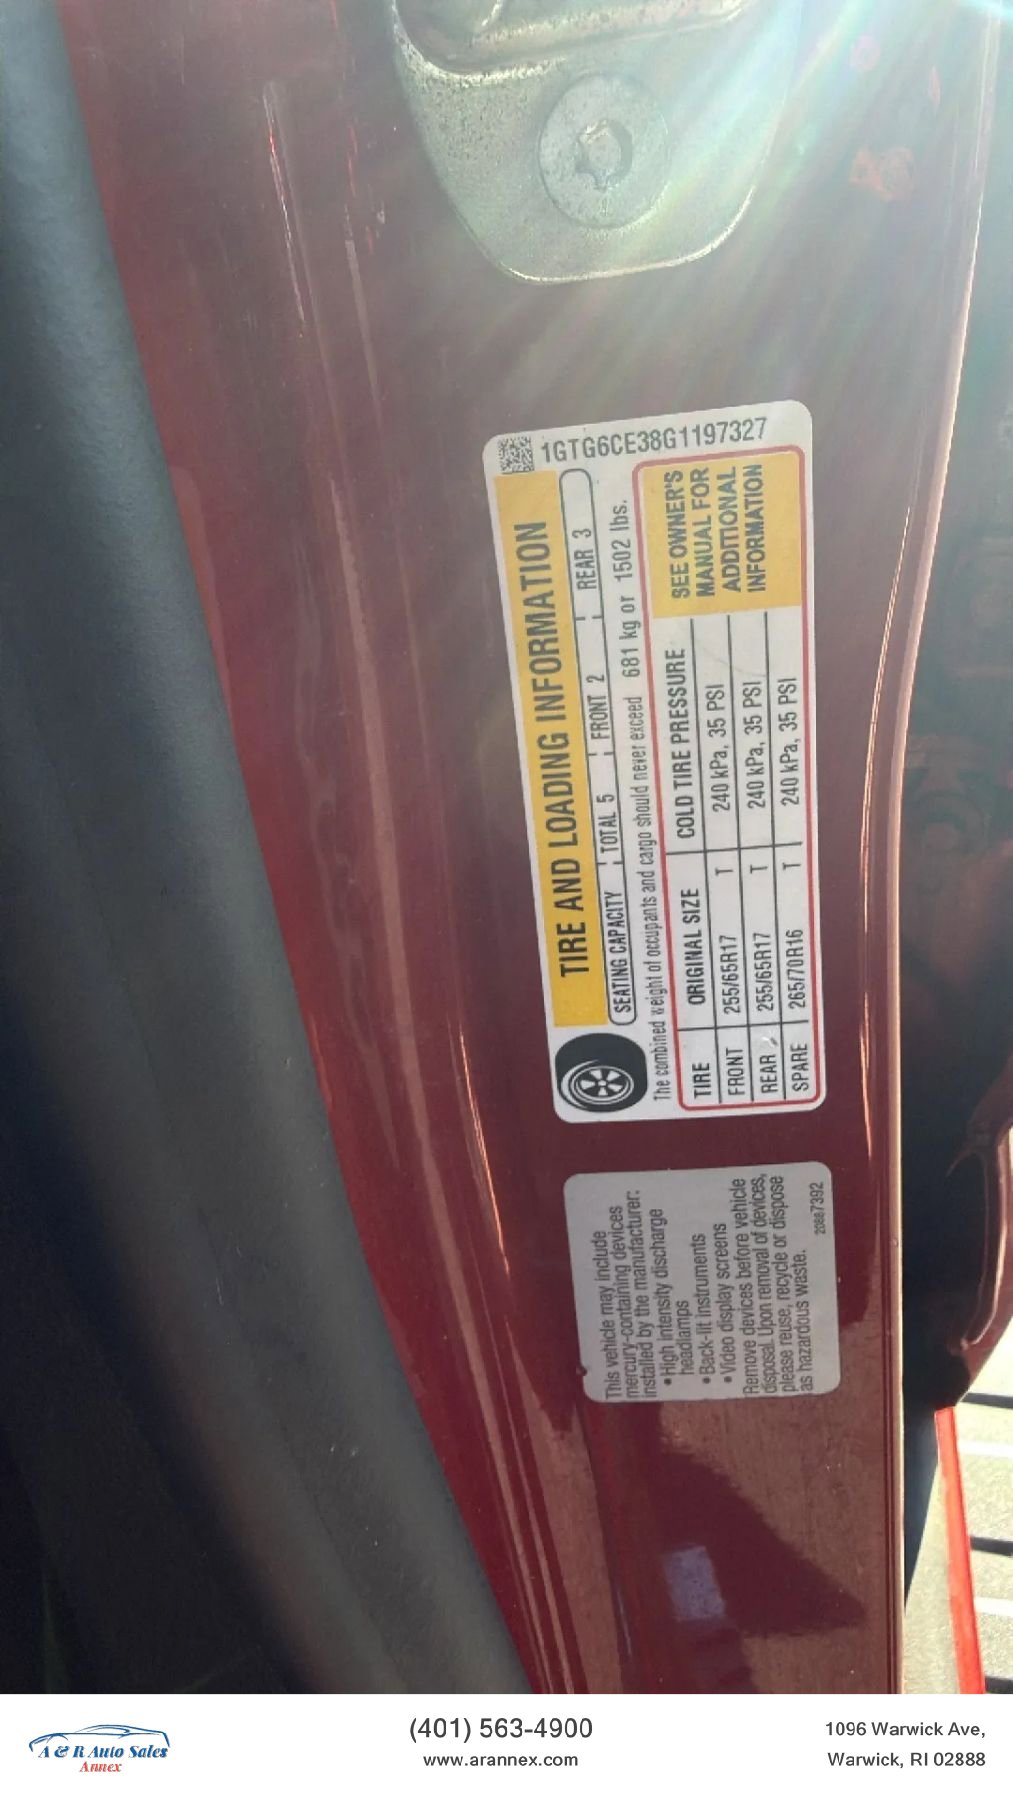 1GTG6CE38G1197327
TIRE AND LOADING INFORMATION
SEATING CAPACITY TOTAL 5 FRONT 2 REAR 3
The combined weight of occupants and cargo should never exceed 681 kg or 1502 lbs.
TIRE ORIGINAL SIZE COLD TIRE PRESSURE
FRONT 255/65R17 T 240 kPa, 35 PSI
REAR 255/65R17 T 240 kPa, 35 PSI
SPARE 265/70R16 T 240 kPa, 35 PSI
SEE OWNER'S
MANUAL FOR
ADDITIONAL
INFORMATION
This vehicle may include
mercury-containing devices
installed by the manufacturer:
• High intensity discharge
headlamps
• Back-lit instruments
• Video display screens
Remove devices before vehicle
disposal. Upon removal of devices,
please reuse, recycle or dispose
as hazardous waste.
20887392
A & R Auto Sales
Annex
(401) 563-4900
www.arannex.com
1096 Warwick Ave,
Warwick, RI 02888